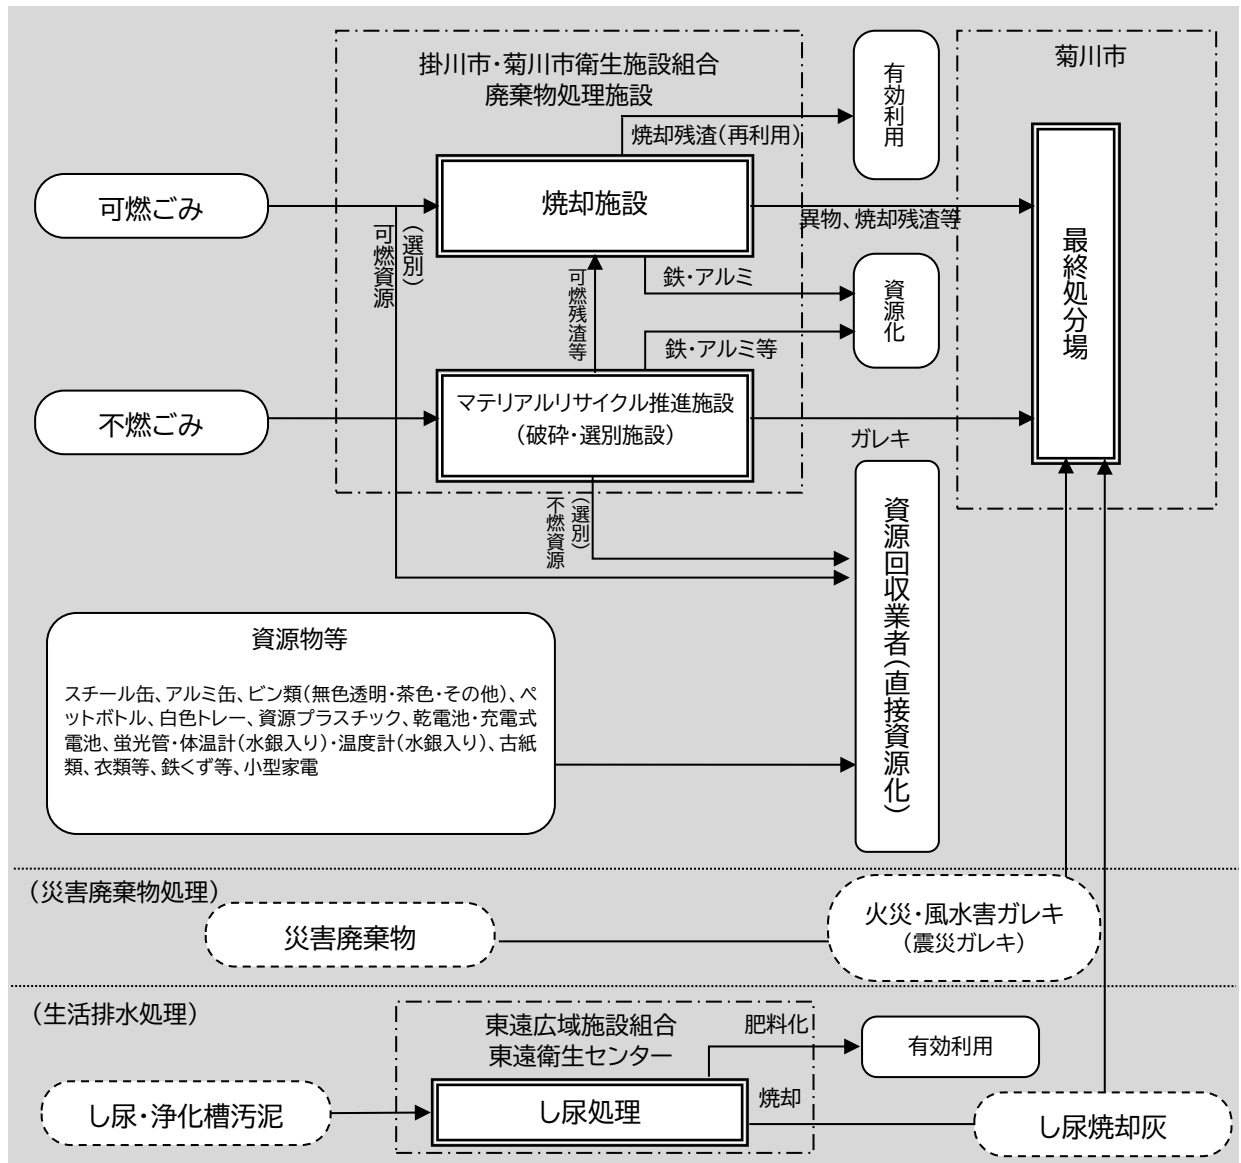 掛川市・菊川市衛生施設組合
廃棄物処理施設
有効利用
菊川市
焼却残渣(再利用)
可燃ごみ
焼却施設
異物、焼却残渣等
最終処分場
(選別)
可燃資源
可燃残渣等
鉄・アルミ
資源化
鉄・アルミ等
不燃ごみ
マテリアルリサイクル推進施設
(破砕・選別施設)
ガレキ
(選別)
不燃資源
資源回収業者(直接資源化)
資源物等
スチール缶、アルミ缶、ビン類(無色透明・茶色・その他)、ペ
ットボトル、白色トレー、資源プラスチック、乾電池・充電式
電池、蛍光管・体温計(水銀入り)・温度計(水銀入り)、古紙
類、衣類等、鉄くず等、小型家電
(災害廃棄物処理)
災害廃棄物
火災・風水害ガレキ
(震災ガレキ)
(生活排水処理)
東遠広域施設組合
東遠衛生センター
肥料化
有効利用
し尿・浄化槽汚泥
し尿処理
焼却
し尿焼却灰